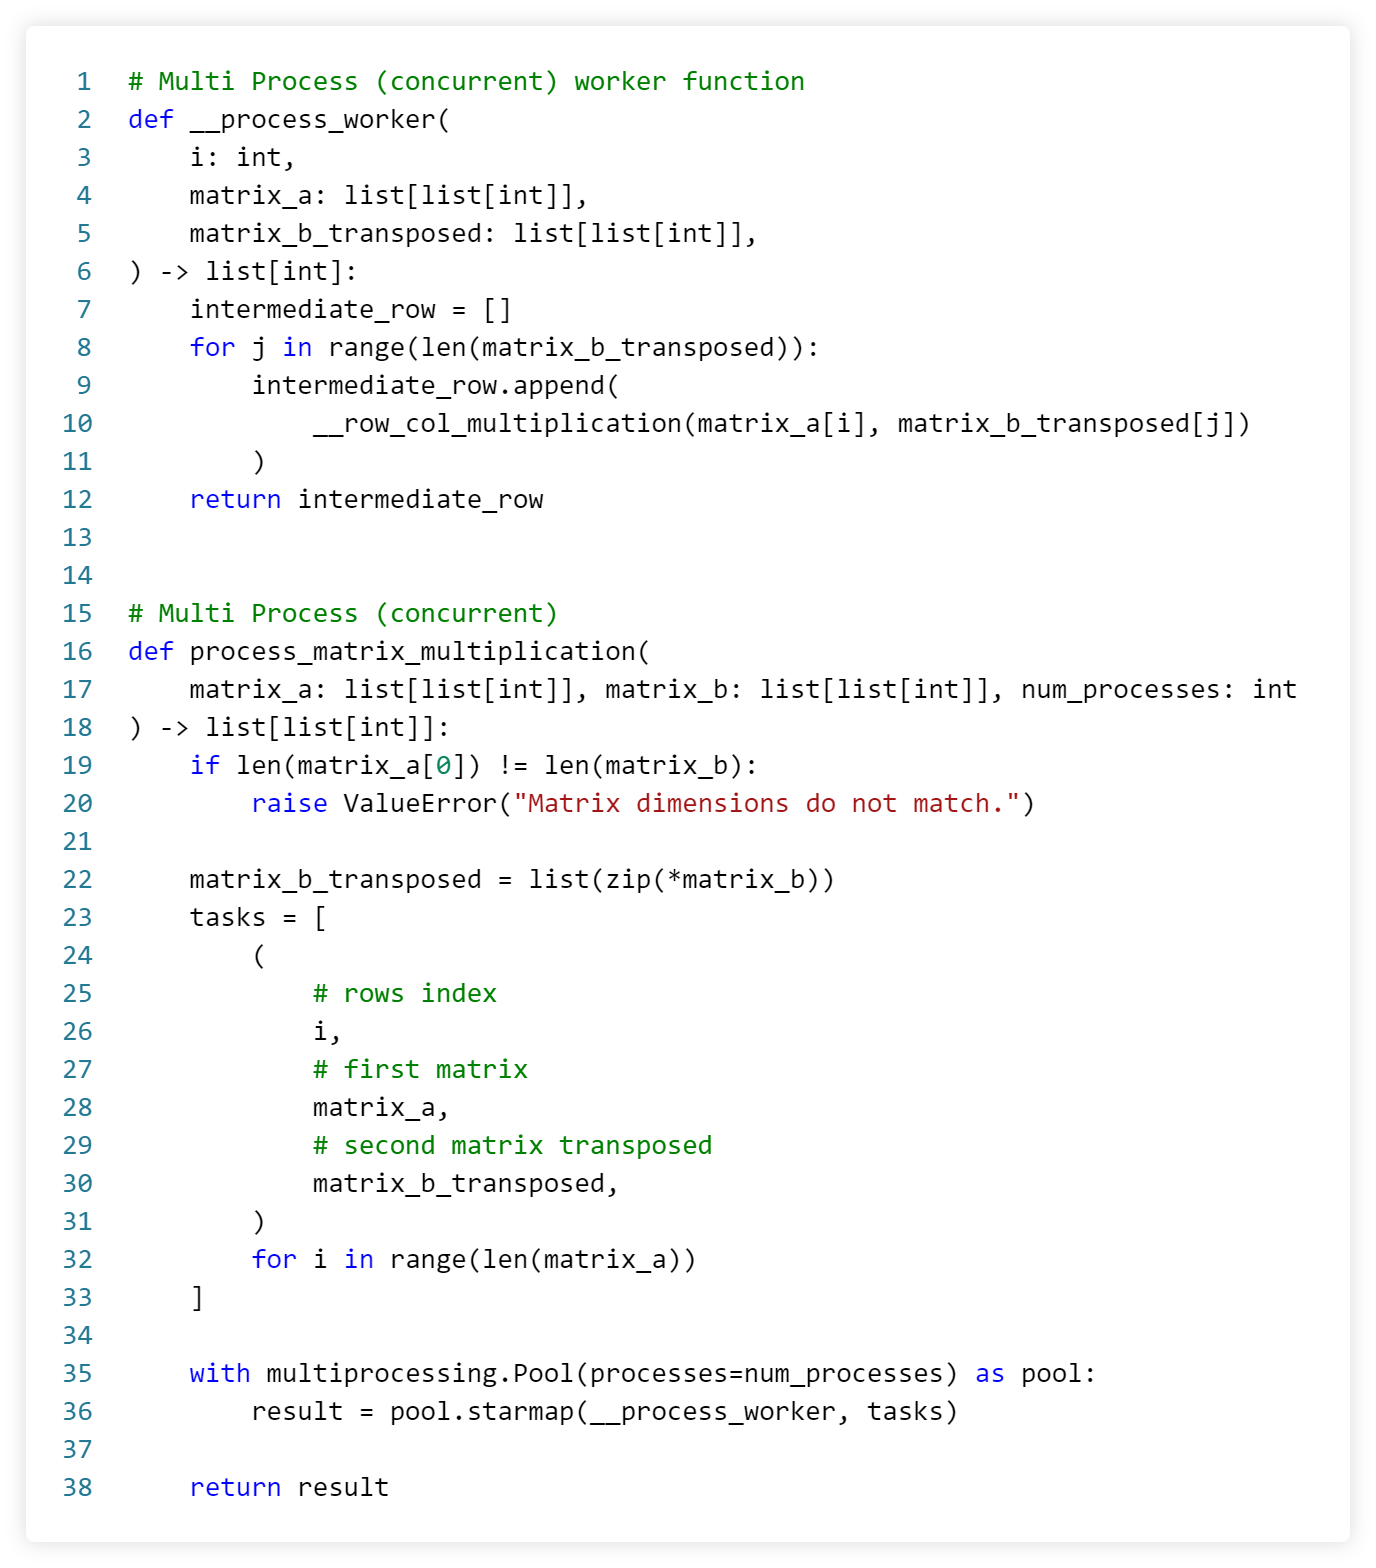 1 # Multi Process (concurrent) worker function
2 def __process_worker(
3     i: int,
4     matrix_a: list[list[int]],
5     matrix_b_transposed: list[list[int]],
6 ) -> list[int]:
7     intermediate_row = []
8     for j in range(len(matrix_b_transposed)):
9         intermediate_row.append(
10             __row_col_multiplication(matrix_a[i], matrix_b_transposed[j])
11         )
12     return intermediate_row
13
14
15 # Multi Process (concurrent)
16 def process_matrix_multiplication(
17     matrix_a: list[list[int]], matrix_b: list[list[int]], num_processes: int
18 ) -> list[list[int]]:
19     if len(matrix_a[0]) != len(matrix_b):
20         raise ValueError("Matrix dimensions do not match.")
21
22     matrix_b_transposed = list(zip(*matrix_b))
23     tasks = [
24         (
25             # rows index
26             i,
27             # first matrix
28             matrix_a,
29             # second matrix transposed
30             matrix_b_transposed,
31         )
32         for i in range(len(matrix_a))
33     ]
34
35     with multiprocessing.Pool(processes=num_processes) as pool:
36         result = pool.starmap(__process_worker, tasks)
37
38     return result